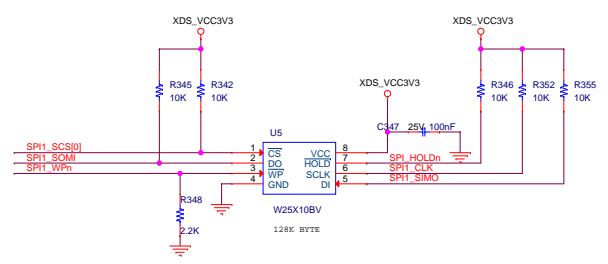 XDS_VCC3V3
XDS_VCC3V3
R345
10K
R342
10K
XDS_VCC3V3
R346
10K
R352
10K
R355
10K
C347 25V 100nF
U5
SPI1_SCS[0]
SPI1_SOMI
SPI1_WPn
1 CS
2 DO
3 WP
4 GND
VCC 8
HOLD 7
SCLK 6
DI 5
SPI_HOLDn
SPI1_CLK
SPI1_SIMO
R348
2.2K
W25X10BV
128K BYTE